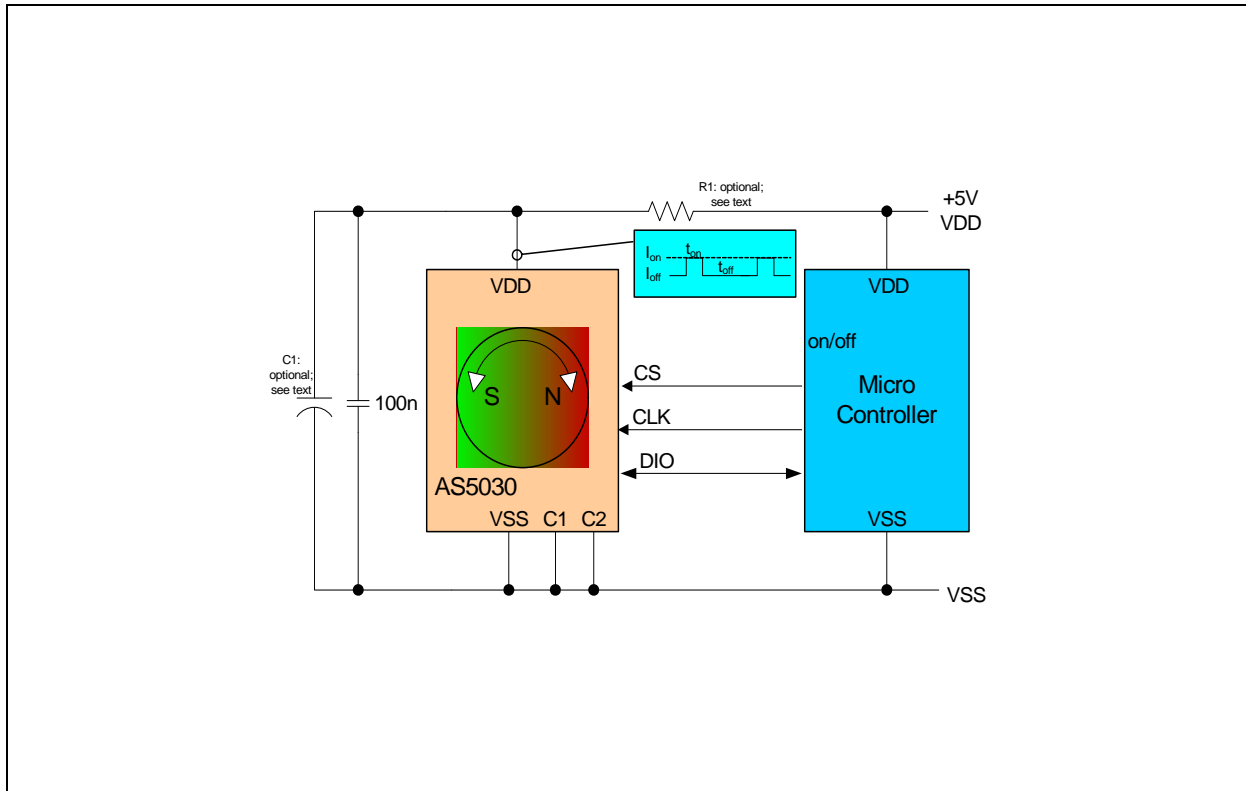 R1: optional;
see text
+5V
VDD
Ion
ton
Ioff
toff
VDD
VDD
on/off
C1:
optional;
see text
100n
S
N
CS
CLK
DIO
Micro
Controller
AS5030
VSS
C1
C2
VSS
VSS